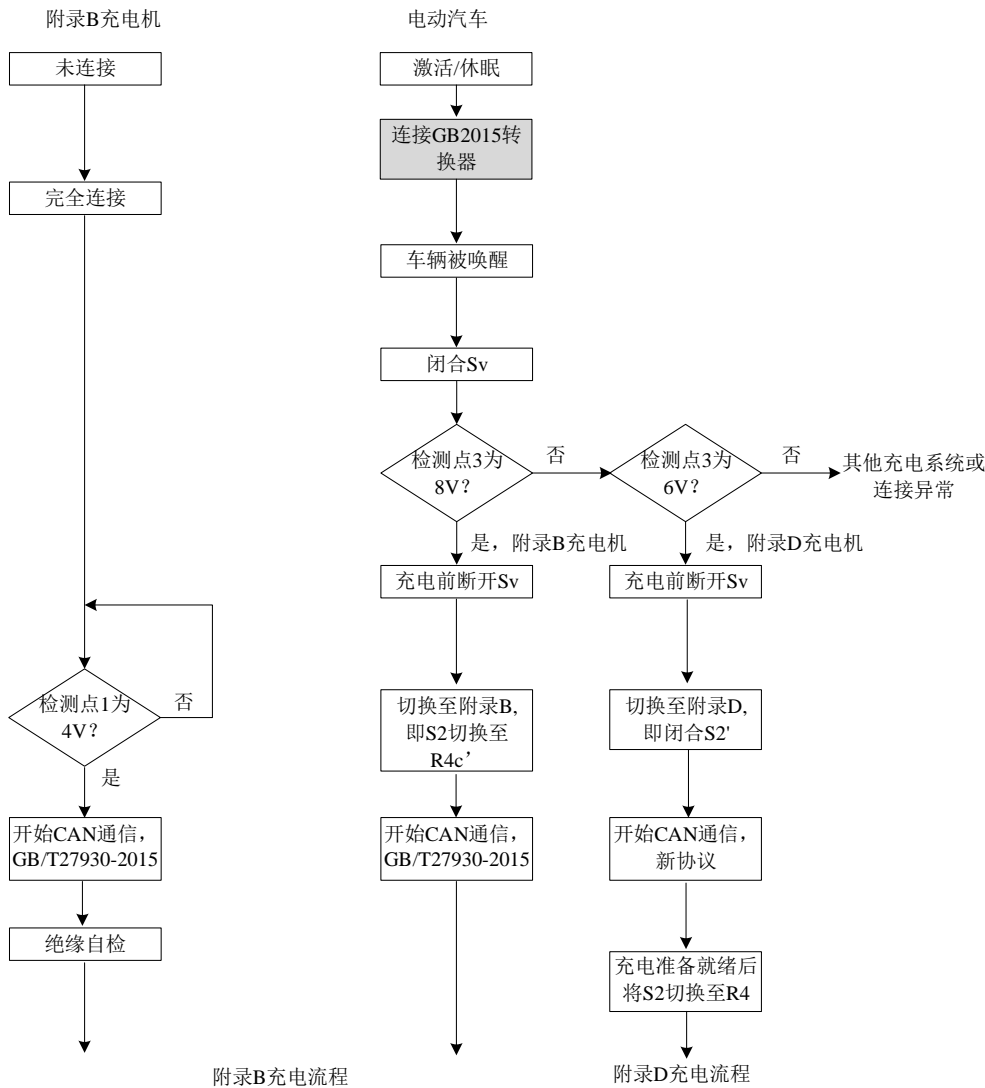 附录B充电机
电动汽车
未连接
完全连接
检测点1为
4V?
否
是
开始CAN通信，
GB/T27930-2015
绝缘自检
激活/休眠
连接GB2015转
换器
车辆被唤醒
闭合Sv
检测点3为
8V?
否
是，附录B充电机
充电前断开Sv
切换至附录B,
即S2切换至
R4c’
开始CAN通信，
GB/T27930-2015
检测点3为
6V?
否
其他充电系统或
连接异常
是，附录D充电机
充电前断开Sv
切换至附录D,
即闭合S2'
开始CAN通信，
新协议
充电准备就绪后
将S2切换至R4
附录B充电流程
附录D充电流程